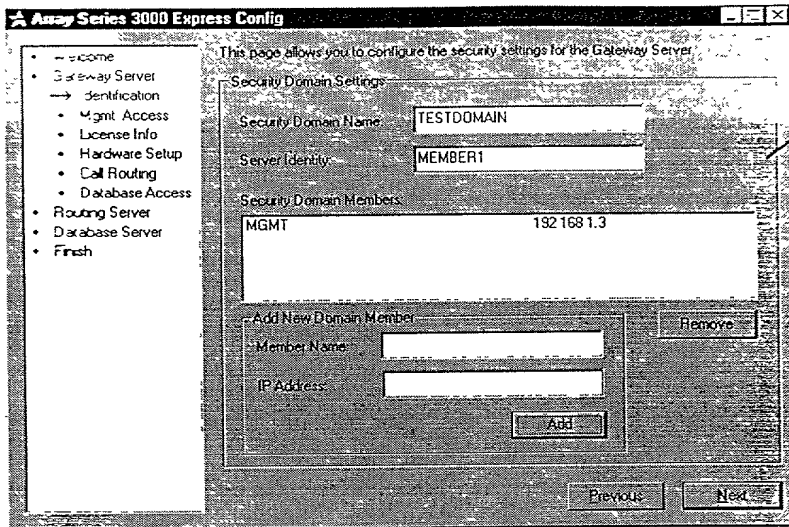 Array Series 3000 Express Config
Welcome
Gateway Server
Identification
Mgmt Access
License Info
Hardware Setup
Call Routing
Database Access
Routing Server
Database Server
Finish
This page allows you to configure the security settings for the Gateway Server
Security Domain Settings
Security Domain Name:
TESTDOMAIN
Server Identity:
MEMBER1
Security Domain Members:
MGMT 192.168.1.3
Remove
Add New Domain Member
Member Name:
IP Address:
Add
Previous
Next